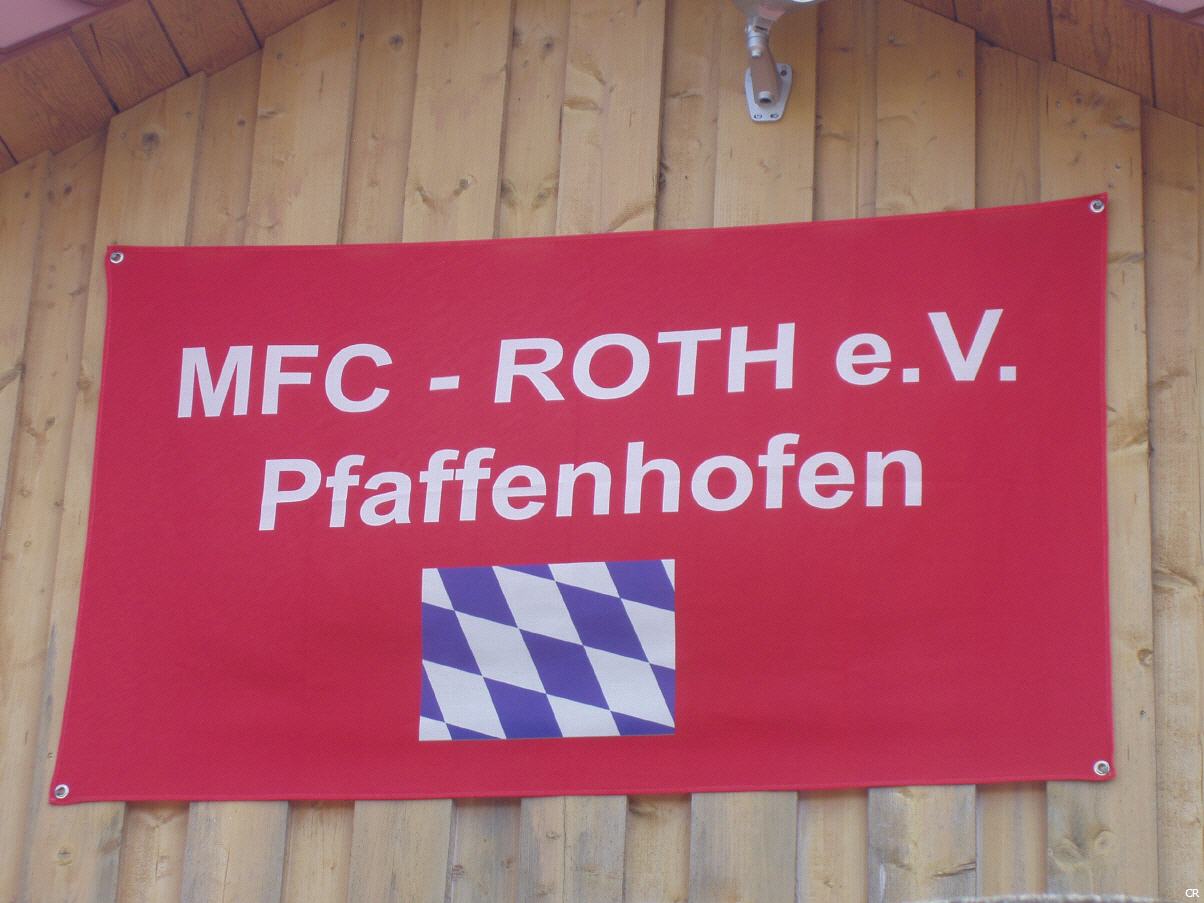 MFC - ROTH e.V.
Pfaffenhofen
CR